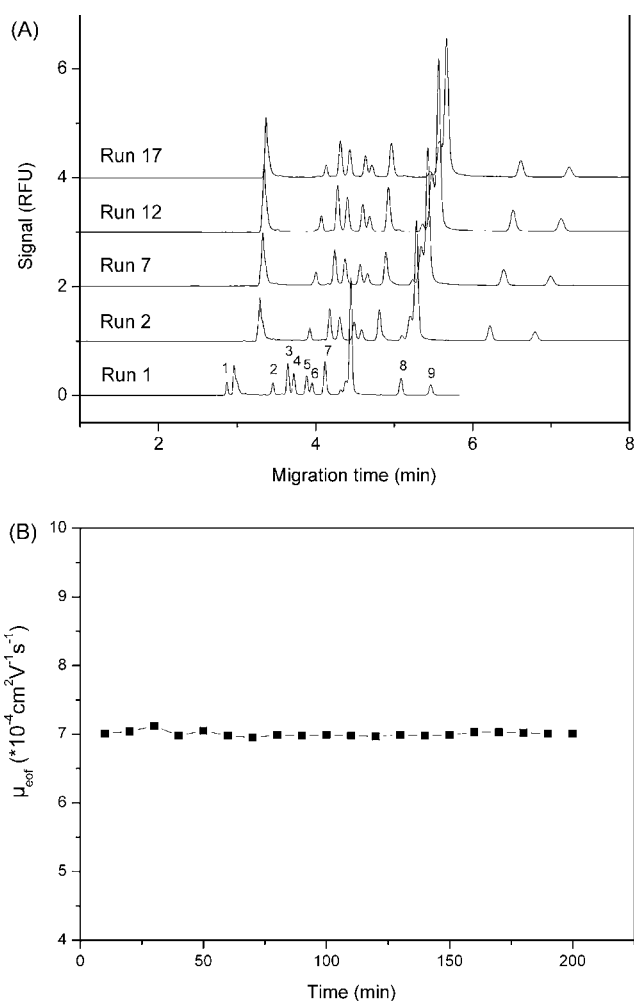 (A)
6
4
2
0
Signal (RFU)
Run 17
Run 12
Run 7
Run 2
Run 1
1
2
3
4
5
6
7
8
9
2
4
6
8
Migration time (min)
(B)
10
9
8
7
6
5
4
μeof (*10-4cm2V-1s-1)
0
50
100
150
200
Time (min)